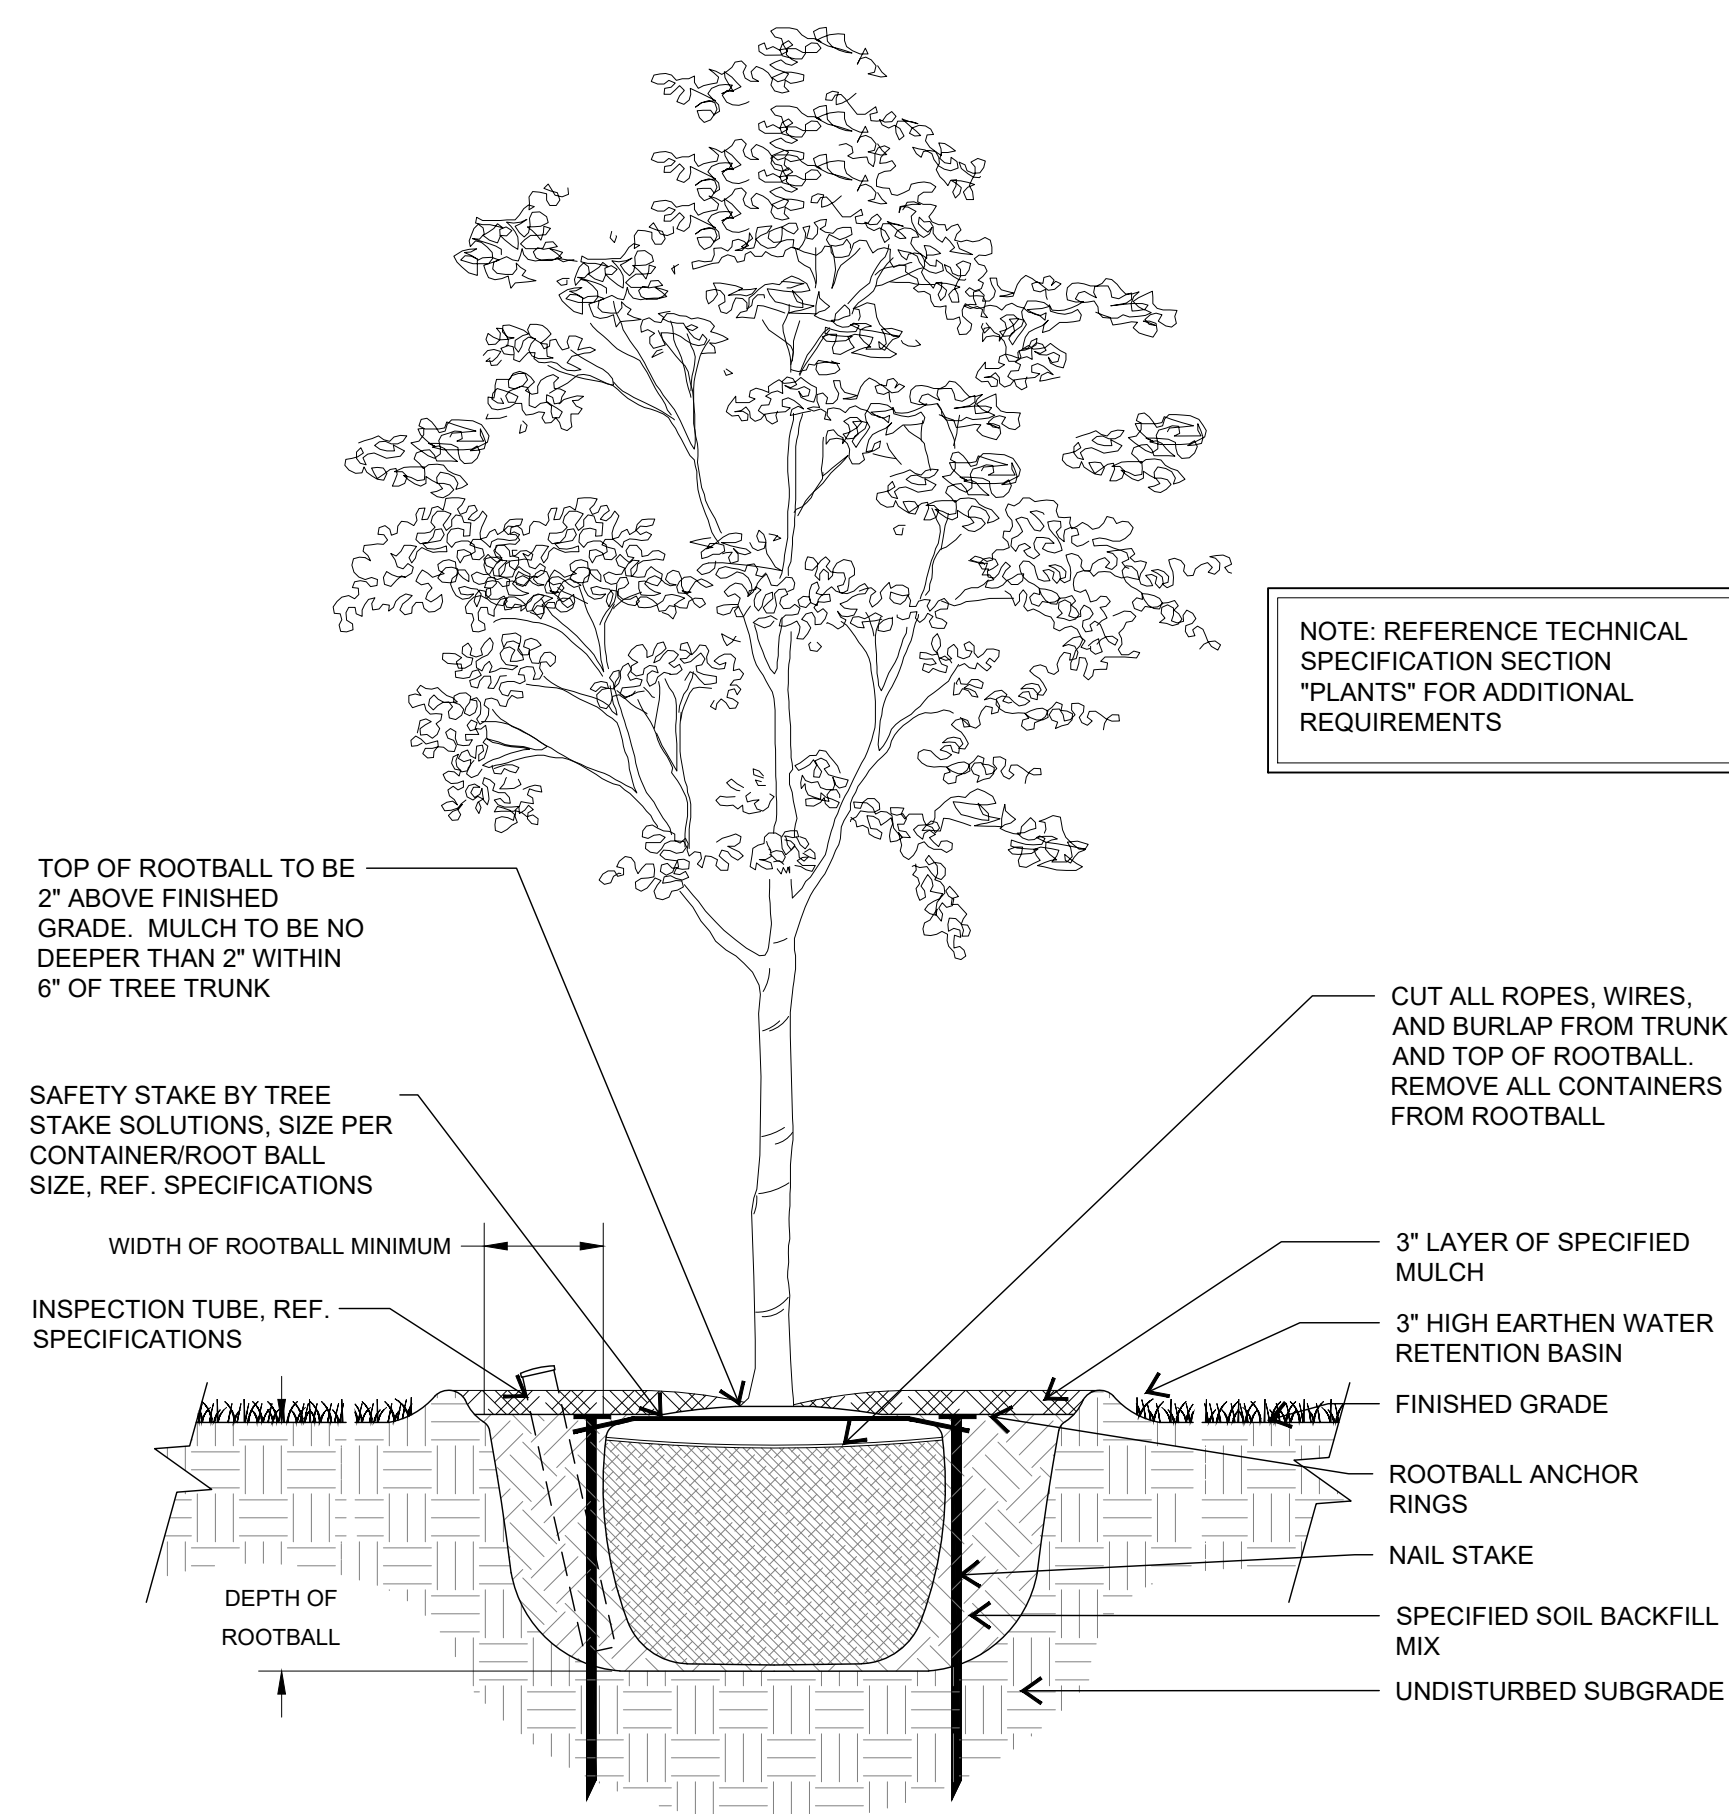 NOTE: REFERENCE TECHNICAL
SPECIFICATION SECTION
"PLANTS" FOR ADDITIONAL
REQUIREMENTS
TOP OF ROOTBALL TO BE
2" ABOVE FINISHED
GRADE. MULCH TO BE NO
DEEPER THAN 2" WITHIN
6" OF TREE TRUNK
SAFETY STAKE BY TREE
STAKE SOLUTIONS, SIZE PER
CONTAINER/ROOT BALL
SIZE, REF. SPECIFICATIONS
WIDTH OF ROOTBALL MINIMUM
INSPECTION TUBE, REF.
SPECIFICATIONS
DEPTH OF
ROOTBALL
CUT ALL ROPES, WIRES,
AND BURLAP FROM TRUNK
AND TOP OF ROOTBALL.
REMOVE ALL CONTAINERS
FROM ROOTBALL
3" LAYER OF SPECIFIED
MULCH
3" HIGH EARTHEN WATER
RETENTION BASIN
FINISHED GRADE
ROOTBALL ANCHOR
RINGS
NAIL STAKE
SPECIFIED SOIL BACKFILL
MIX
UNDISTURBED SUBGRADE